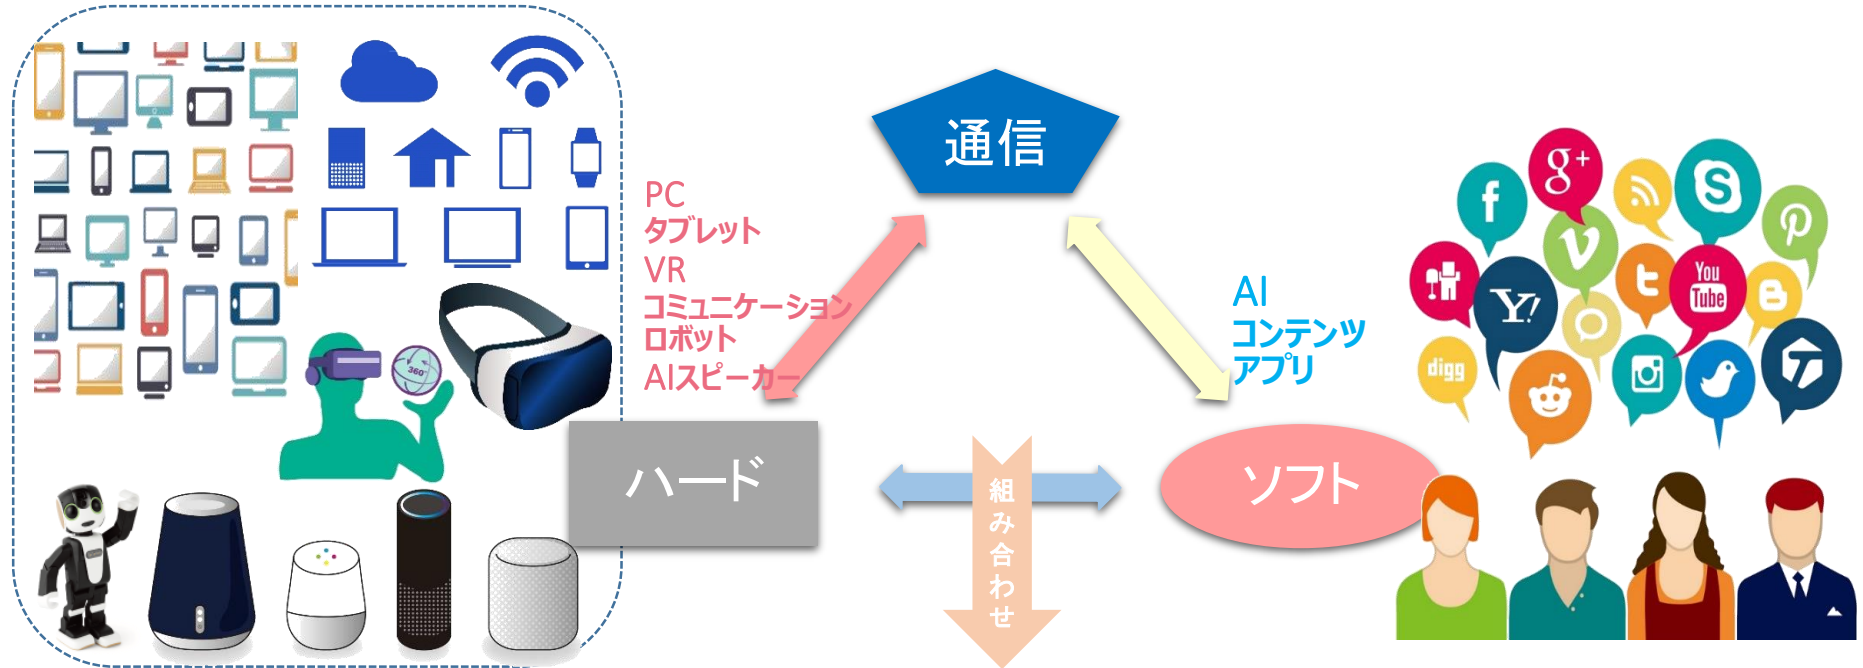 通信
PC
タブレット
VR
コミュニケーション
ロボット
AIスピーカー
AI
コンテンツ
アプリ
ハード
ソフト
組み合わせ
360°
g+
f
S
v
You
Tube
t
B
Y!
digg